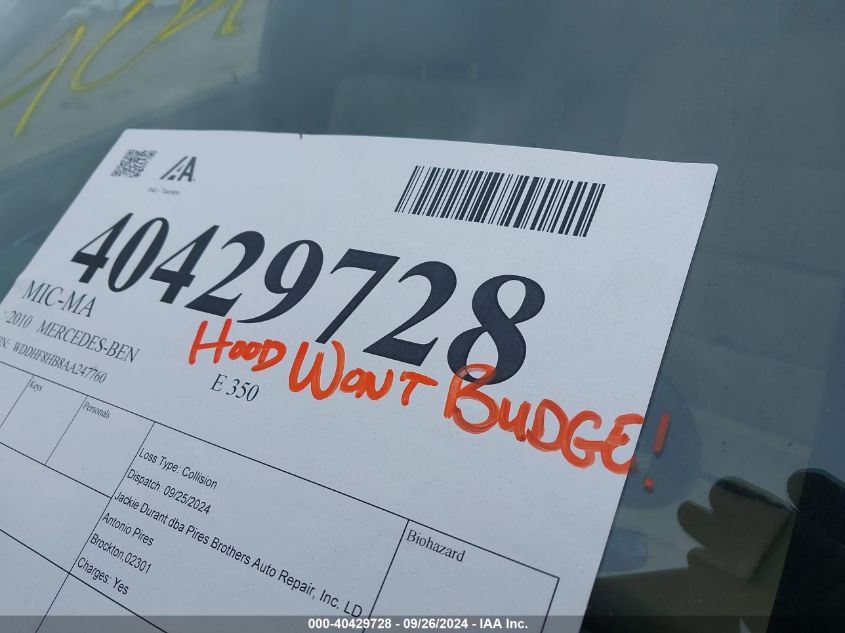 IAA
40429728
MIC-MA
2010 MERCEDES-BEN
WDDHF8HB8AA247760
E 350
HOOD WON'T BUDGE!
Keys
Personals
Loss Type: Collision
Dispatch: 09/25/2024
Jackie Durant dba Pires Brothers Auto Repair, Inc. LD
Antonio Pires
Brockton,02301
Charges: Yes
Biohazard
000-40429728 - 09/26/2024 - IAA Inc.